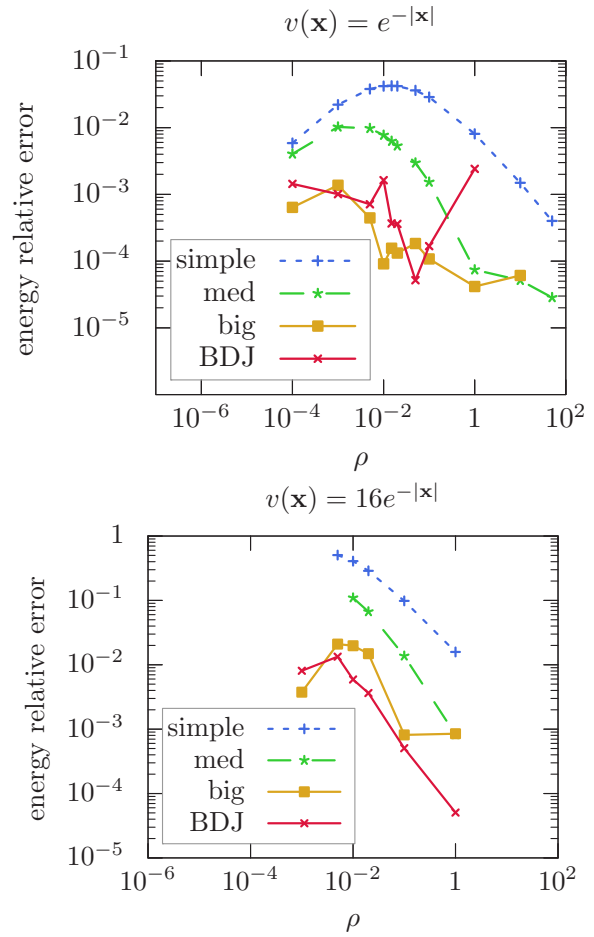 v(𝐱) = e^{−|𝐱|}
energy relative error
10^{−1}
10^{−2}
10^{−3}
10^{−4}
10^{−5}
simple
med
big
BDJ
10^{−6} 10^{−4} 10^{−2} 1 10^{2}
ρ
v(𝐱) = 16e^{−|𝐱|}
energy relative error
1
10^{−1}
10^{−2}
10^{−3}
10^{−4}
10^{−5}
simple
med
big
BDJ
10^{−6} 10^{−4} 10^{−2} 1 10^{2}
ρ